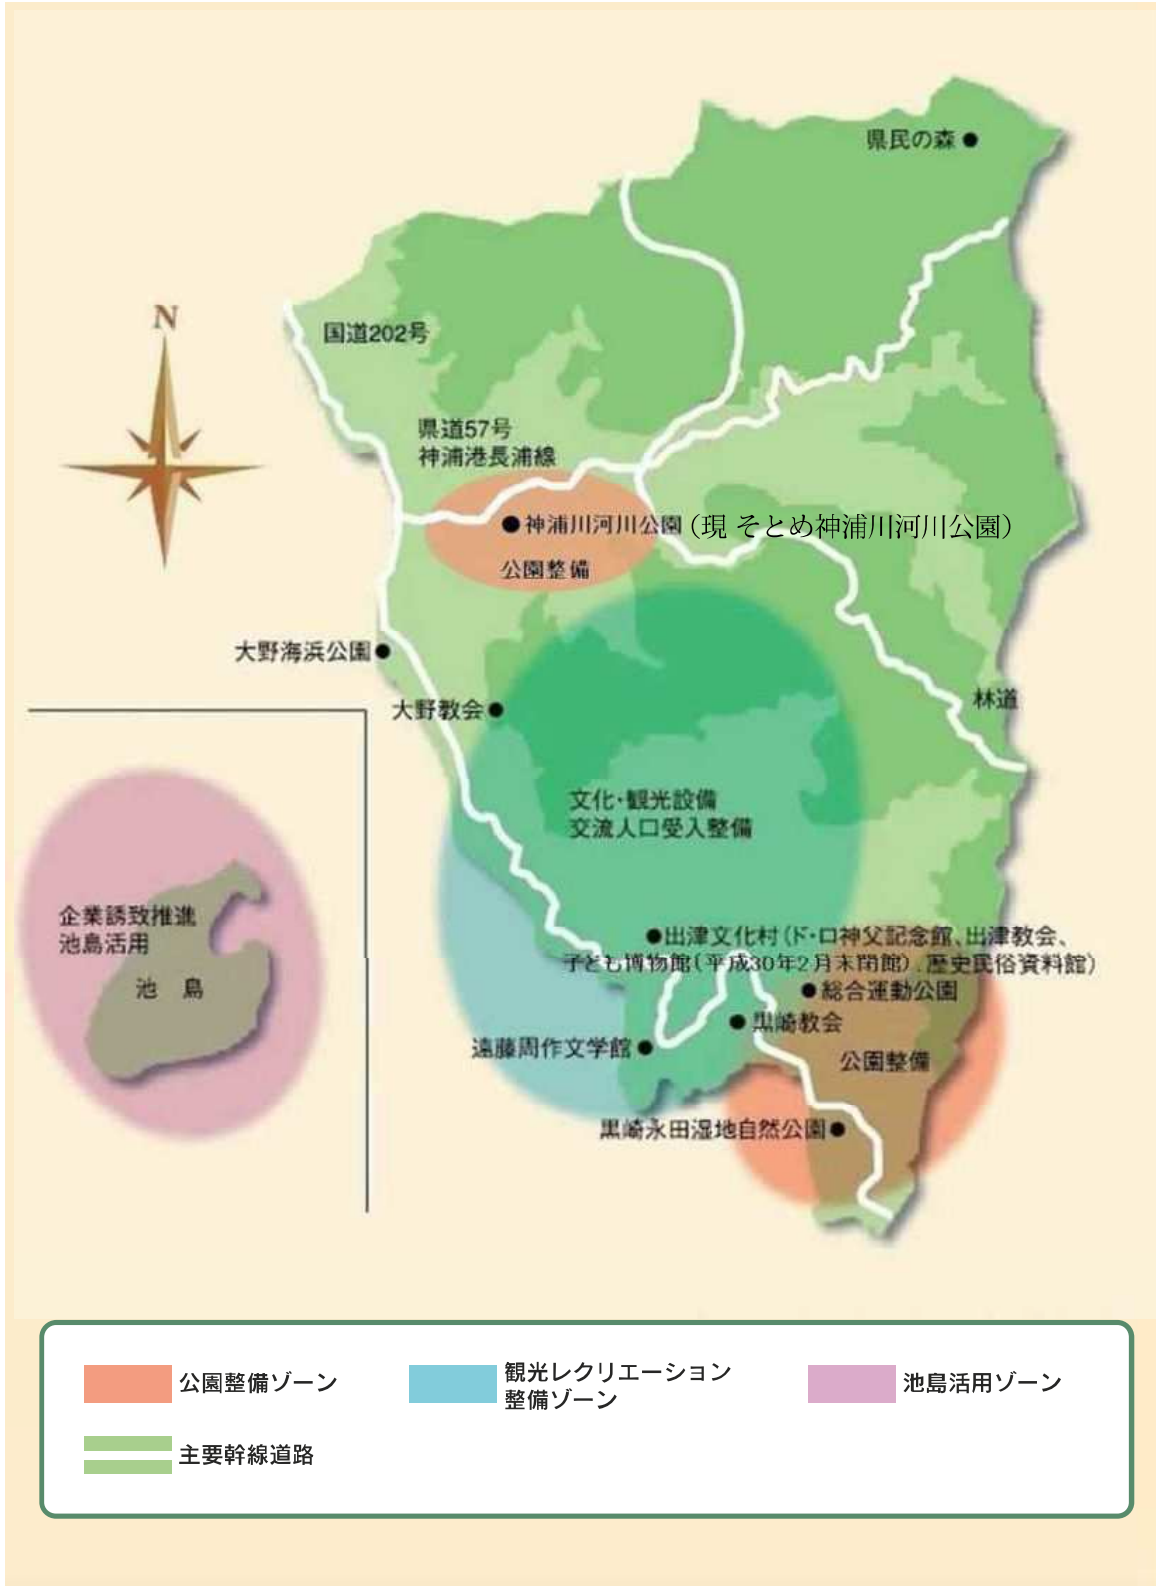 県民の森
N
国道202号
県道57号
神浦港長浦線
神浦川河川公園(現 そとめ神浦川河川公園)
公園整備
大野海浜公園
大野教会
林道
文化・観光設備
交流人口受入整備
企業誘致推進
池島活用
池 島
出津文化村(ド・ロ神父記念館、出津教会、
子ども博物館(平成30年2月末閉館).歴史民俗資料館)
総合運動公園
黒崎教会
遠藤周作文学館
公園整備
黒崎永田湿地自然公園
公園整備ゾーン
観光レクリエーション
整備ゾーン
池島活用ゾーン
主要幹線道路